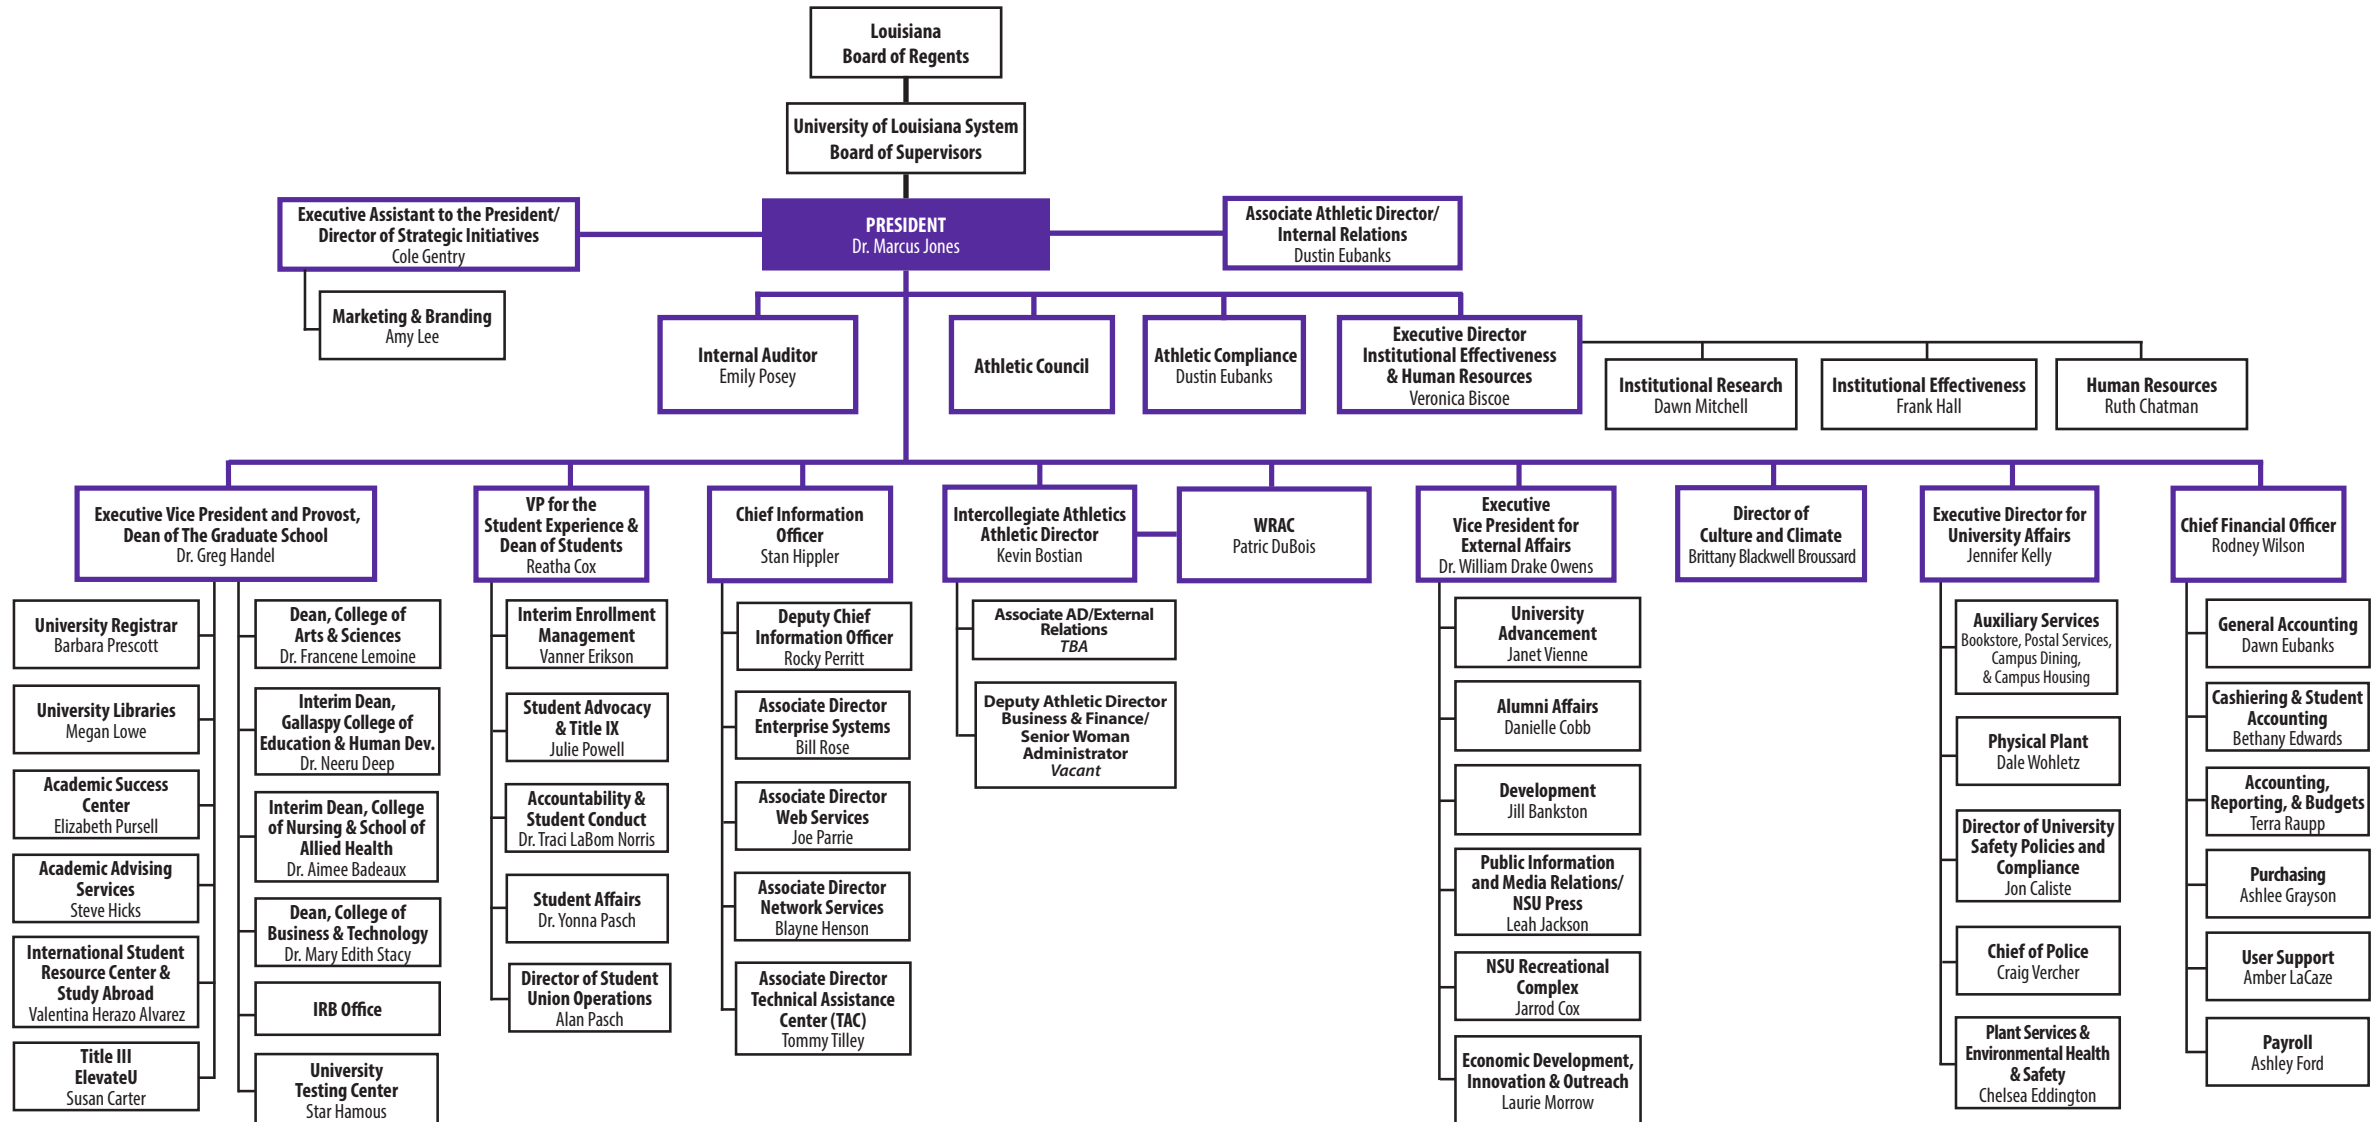 Louisiana
Board of Regents
University of Louisiana System
Board of Supervisors
Executive Assistant to the President/
Director of Strategic Initiatives
Cole Gentry
PRESIDENT
Dr. Marcus Jones
Associate Athletic Director/
Internal Relations
Dustin Eubanks
Marketing & Branding
Amy Lee
Internal Auditor
Emily Posey
Athletic Council
Athletic Compliance
Dustin Eubanks
Executive Director
Institutional Effectiveness
& Human Resources
Veronica Biscoe
Institutional Research
Dawn Mitchell
Institutional Effectiveness
Frank Hall
Human Resources
Ruth Chatman
Executive Vice President and Provost,
Dean of The Graduate School
Dr. Greg Handel
VP for the
Student Experience &
Dean of Students
Reatha Cox
Chief Information
Officer
Stan Hippler
Intercollegiate Athletics
Athletic Director
Kevin Bostian
WRAC
Patric DuBois
Executive
Vice President for
External Affairs
Dr. William Drake Owens
Director of
Culture and Climate
Brittany Blackwell Broussard
Executive Director for
University Affairs
Jennifer Kelly
Chief Financial Officer
Rodney Wilson
University Registrar
Barbara Prescott
University Libraries
Megan Lowe
Academic Success
Center
Elizabeth Pursell
Academic Advising
Services
Steve Hicks
International Student
Resource Center &
Study Abroad
Valentina Herazo Alvarez
Title III
ElevateU
Susan Carter
Dean, College of
Arts & Sciences
Dr. Francene Lemoine
Interim Dean,
Gallaspy College of
Education & Human Dev.
Dr. Neeru Deep
Interim Dean, College
of Nursing & School of
Allied Health
Dr. Aimee Badeaux
Dean, College of
Business & Technology
Dr. Mary Edith Stacy
IRB Office
University
Testing Center
Star Hamous
Interim Enrollment
Management
Vanner Erikson
Student Advocacy
& Title IX
Julie Powell
Accountability &
Student Conduct
Dr. Traci LaBom Norris
Student Affairs
Dr. Yonna Pasch
Director of Student
Union Operations
Alan Pasch
Deputy Chief
Information Officer
Rocky Perritt
Associate Director
Enterprise Systems
Bill Rose
Associate Director
Web Services
Joe Parrie
Associate Director
Network Services
Blayne Henson
Associate Director
Technical Assistance
Center (TAC)
Tommy Tilley
Associate AD/External
Relations
TBA
Deputy Athletic Director
Business & Finance/
Senior Woman
Administrator
Vacant
University
Advancement
Janet Vienne
Alumni Affairs
Danielle Cobb
Development
Jill Bankston
Public Information
and Media Relations/
NSU Press
Leah Jackson
NSU Recreational
Complex
Jarrod Cox
Economic Development,
Innovation & Outreach
Laurie Morrow
Auxiliary Services
Bookstore, Postal Services,
Campus Dining,
& Campus Housing
Physical Plant
Dale Wohletz
Director of University
Safety Policies and
Compliance
Jon Caliste
Chief of Police
Craig Vercher
Plant Services &
Environmental Health
& Safety
Chelsea Eddington
General Accounting
Dawn Eubanks
Cashiering & Student
Accounting
Bethany Edwards
Accounting,
Reporting, & Budgets
Terra Raupp
Purchasing
Ashlee Grayson
User Support
Amber LaCaze
Payroll
Ashley Ford